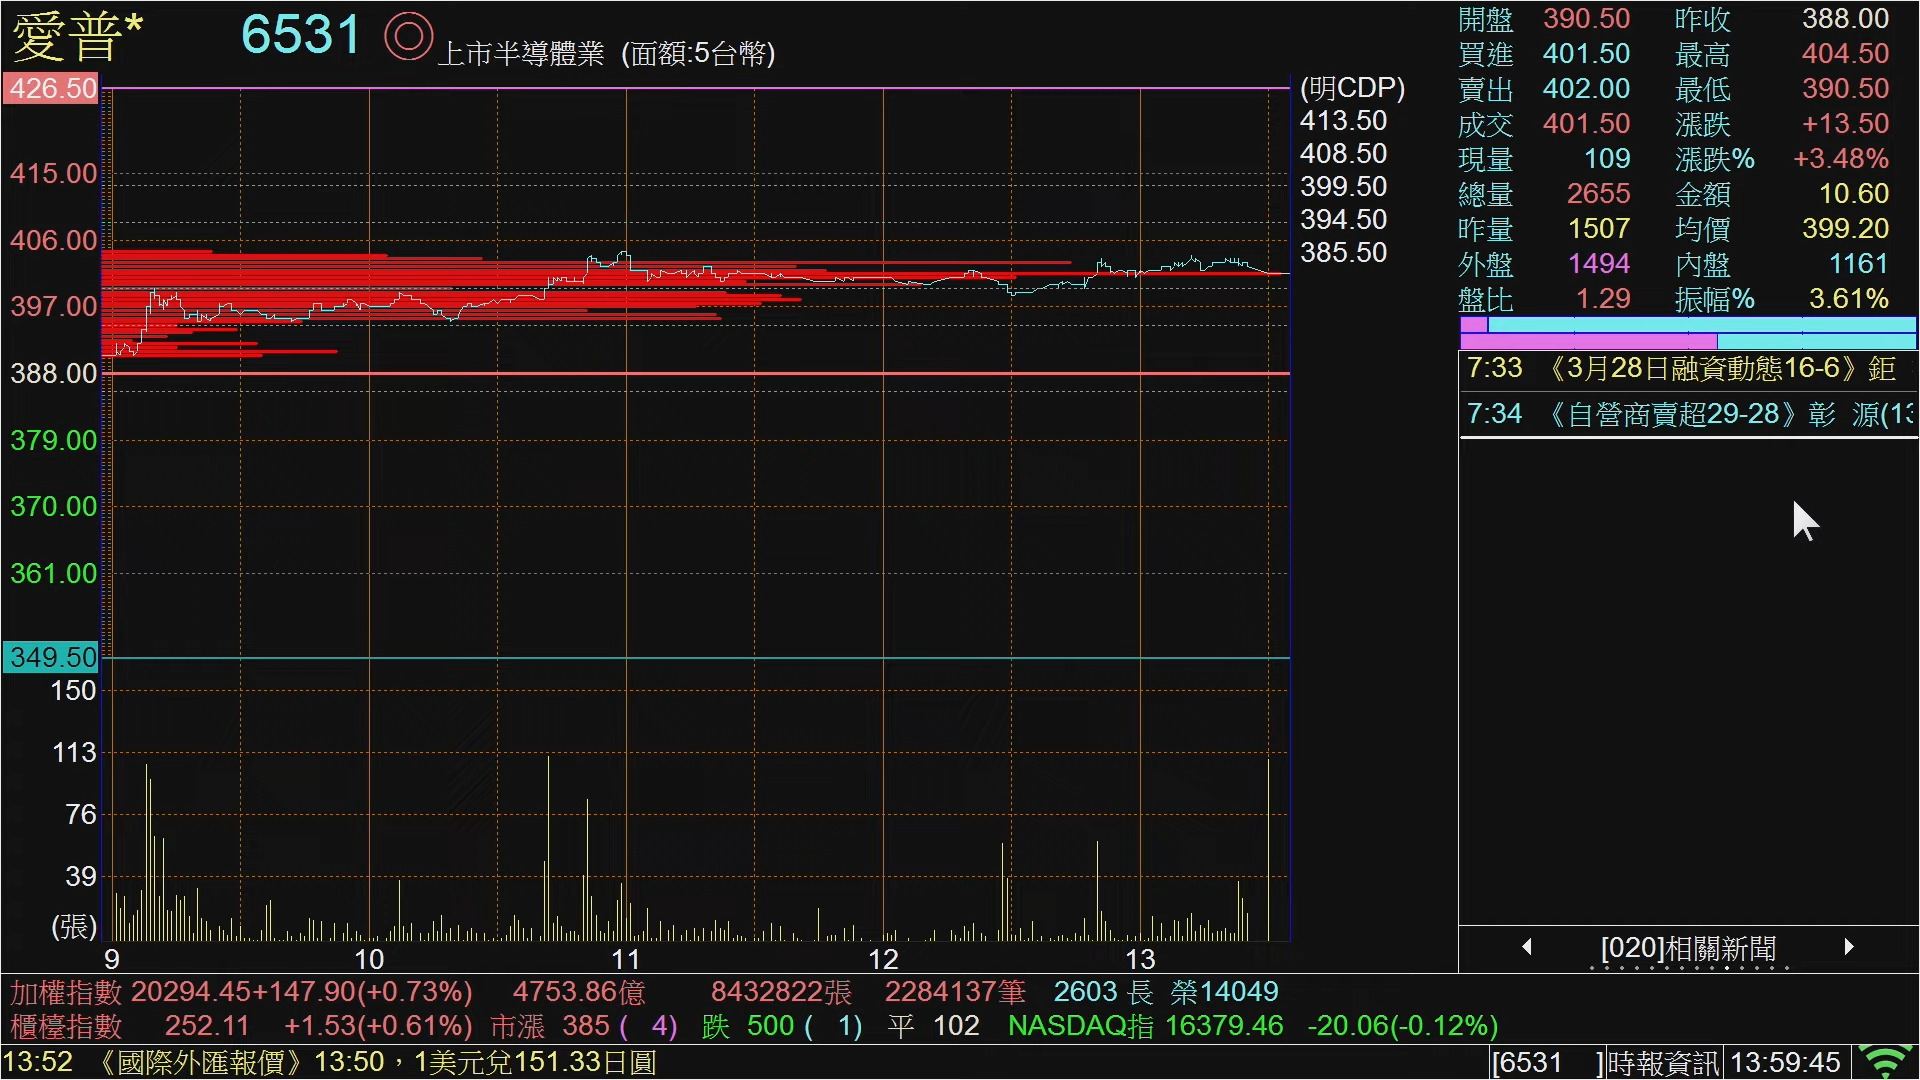 愛普* 6531 ◎ 上市半導體業 (面額:5台幣)
426.50
415.00
406.00
397.00
388.00
379.00
370.00
361.00
349.50
150
113
76
39
(張)
9 10 11 12 13
(明CDP)
413.50
408.50
399.50
394.50
385.50
開盤 390.50 昨收 388.00
買進 401.50 最高 404.50
賣出 402.00 最低 390.50
成交 401.50 漲跌 +13.50
現量 109 漲跌% +3.48%
總量 2655 金額 10.60
昨量 1507 均價 399.20
外盤 1494 內盤 1161
盤比 1.29 振幅% 3.61%
7:33 《3月28日融資動態16-6》鉅
7:34 《自營商賣超29-28》彰 源(13
[020]相關新聞
加權指數 20294.45+147.90(+0.73%) 4753.86億 8432822張 2284137筆 2603 長 榮14049
櫃檯指數 252.11 +1.53(+0.61%) 市漲 385 ( 4) 跌 500 ( 1) 平 102 NASDAQ指 16379.46 -20.06(-0.12%)
13:52 《國際外匯報價》13:50，1美元兌151.33日圓 [6531 ]時報資訊 13:59:45